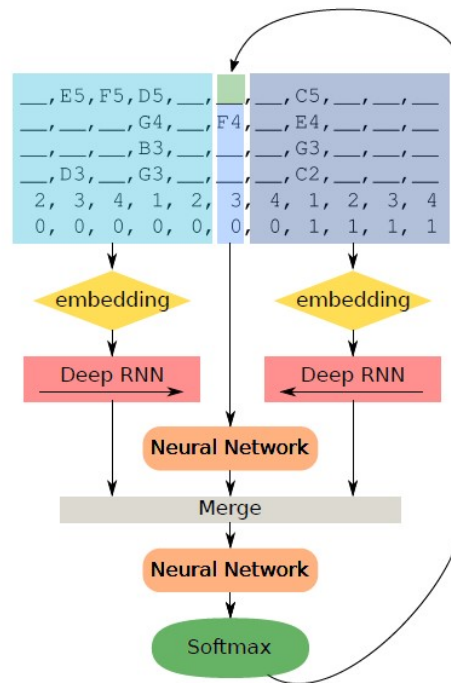 __,E5,F5,D5,__,__,__,C5,__,__,__
__,__,__,G4,__,F4,__,E4,__,__,__
__,__,__,B3,__,__,__,G3,__,__,__
__,D3,__,G3,__,__,__,C2,__,__,__
2, 3, 4, 1, 2, 3, 4, 1, 2, 3, 4
0, 0, 0, 0, 0, 0, 0, 1, 1, 1, 1
embedding
embedding
Deep RNN
Deep RNN
Neural Network
Merge
Neural Network
Softmax